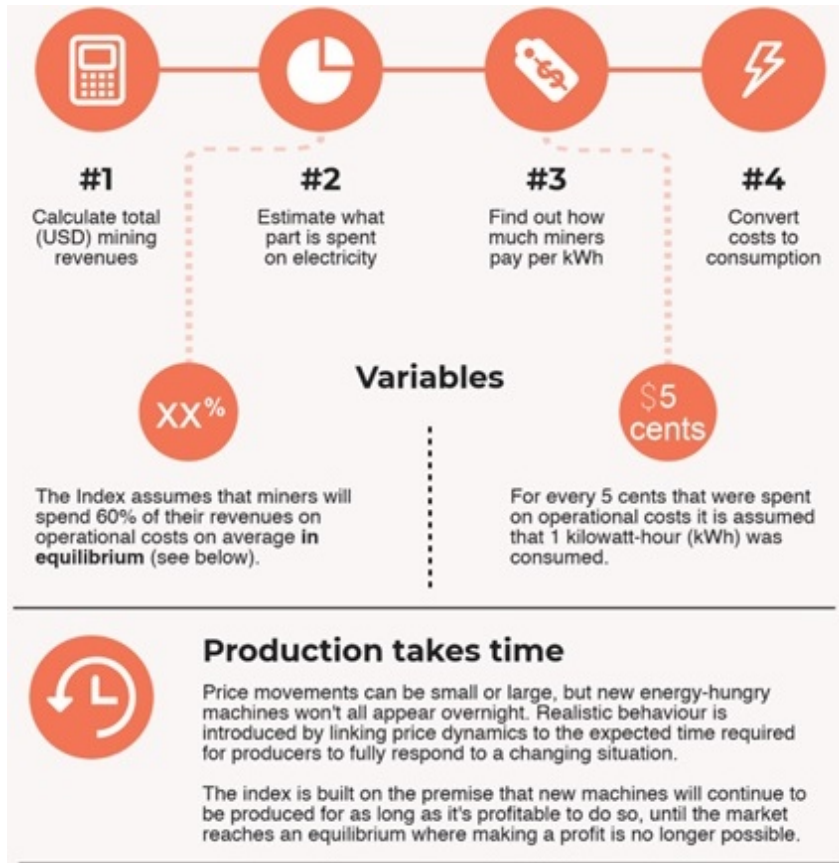 #1
Calculate total
(USD) mining
revenues
#2
Estimate what
part is spent
on electricity
#3
Find out how
much miners
pay per kWh
#4
Convert
costs to
consumption
Variables
XX%
The Index assumes that miners will
spend 60% of their revenues on
operational costs on average in
equilibrium (see below).
$5
cents
For every 5 cents that were spent
on operational costs it is assumed
that 1 kilowatt-hour (kWh) was
consumed.
Production takes time
Price movements can be small or large, but new energy-hungry
machines won't all appear overnight. Realistic behaviour is
introduced by linking price dynamics to the expected time required
for producers to fully respond to a changing situation.
The index is built on the premise that new machines will continue to
be produced for as long as it's profitable to do so, until the market
reaches an equilibrium where making a profit is no longer possible.